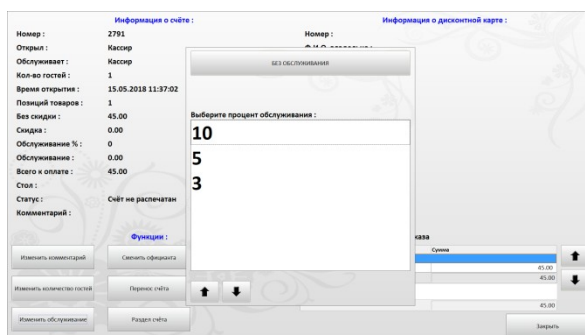 Информация о счёте :
Номер : 2791
Открыл : Кассир
Обслуживает : Кассир
Кол-во гостей : 1
Время открытия : 15.05.2018 11:37:02
Позиций товаров : 1
Без скидки : 45.00
Скидка : 0.00
Обслуживание % : 0
Обслуживание : 0.00
Всего к оплате : 45.00
Стол :
Статус : Счёт не распечатан
Комментарий :
Функции :
Изменить комментарий
Сменить официанта
Изменить количество гостей
Перенос счёта
Изменить обслуживание
Раздел счёта
Информация о дисконтной карте :
Номер :
БЕЗ ОБСЛУЖИВАНИЯ
Выберите процент обслуживания :
10
5
3
Сумма
45.00
45.00
45.00
Закрыть